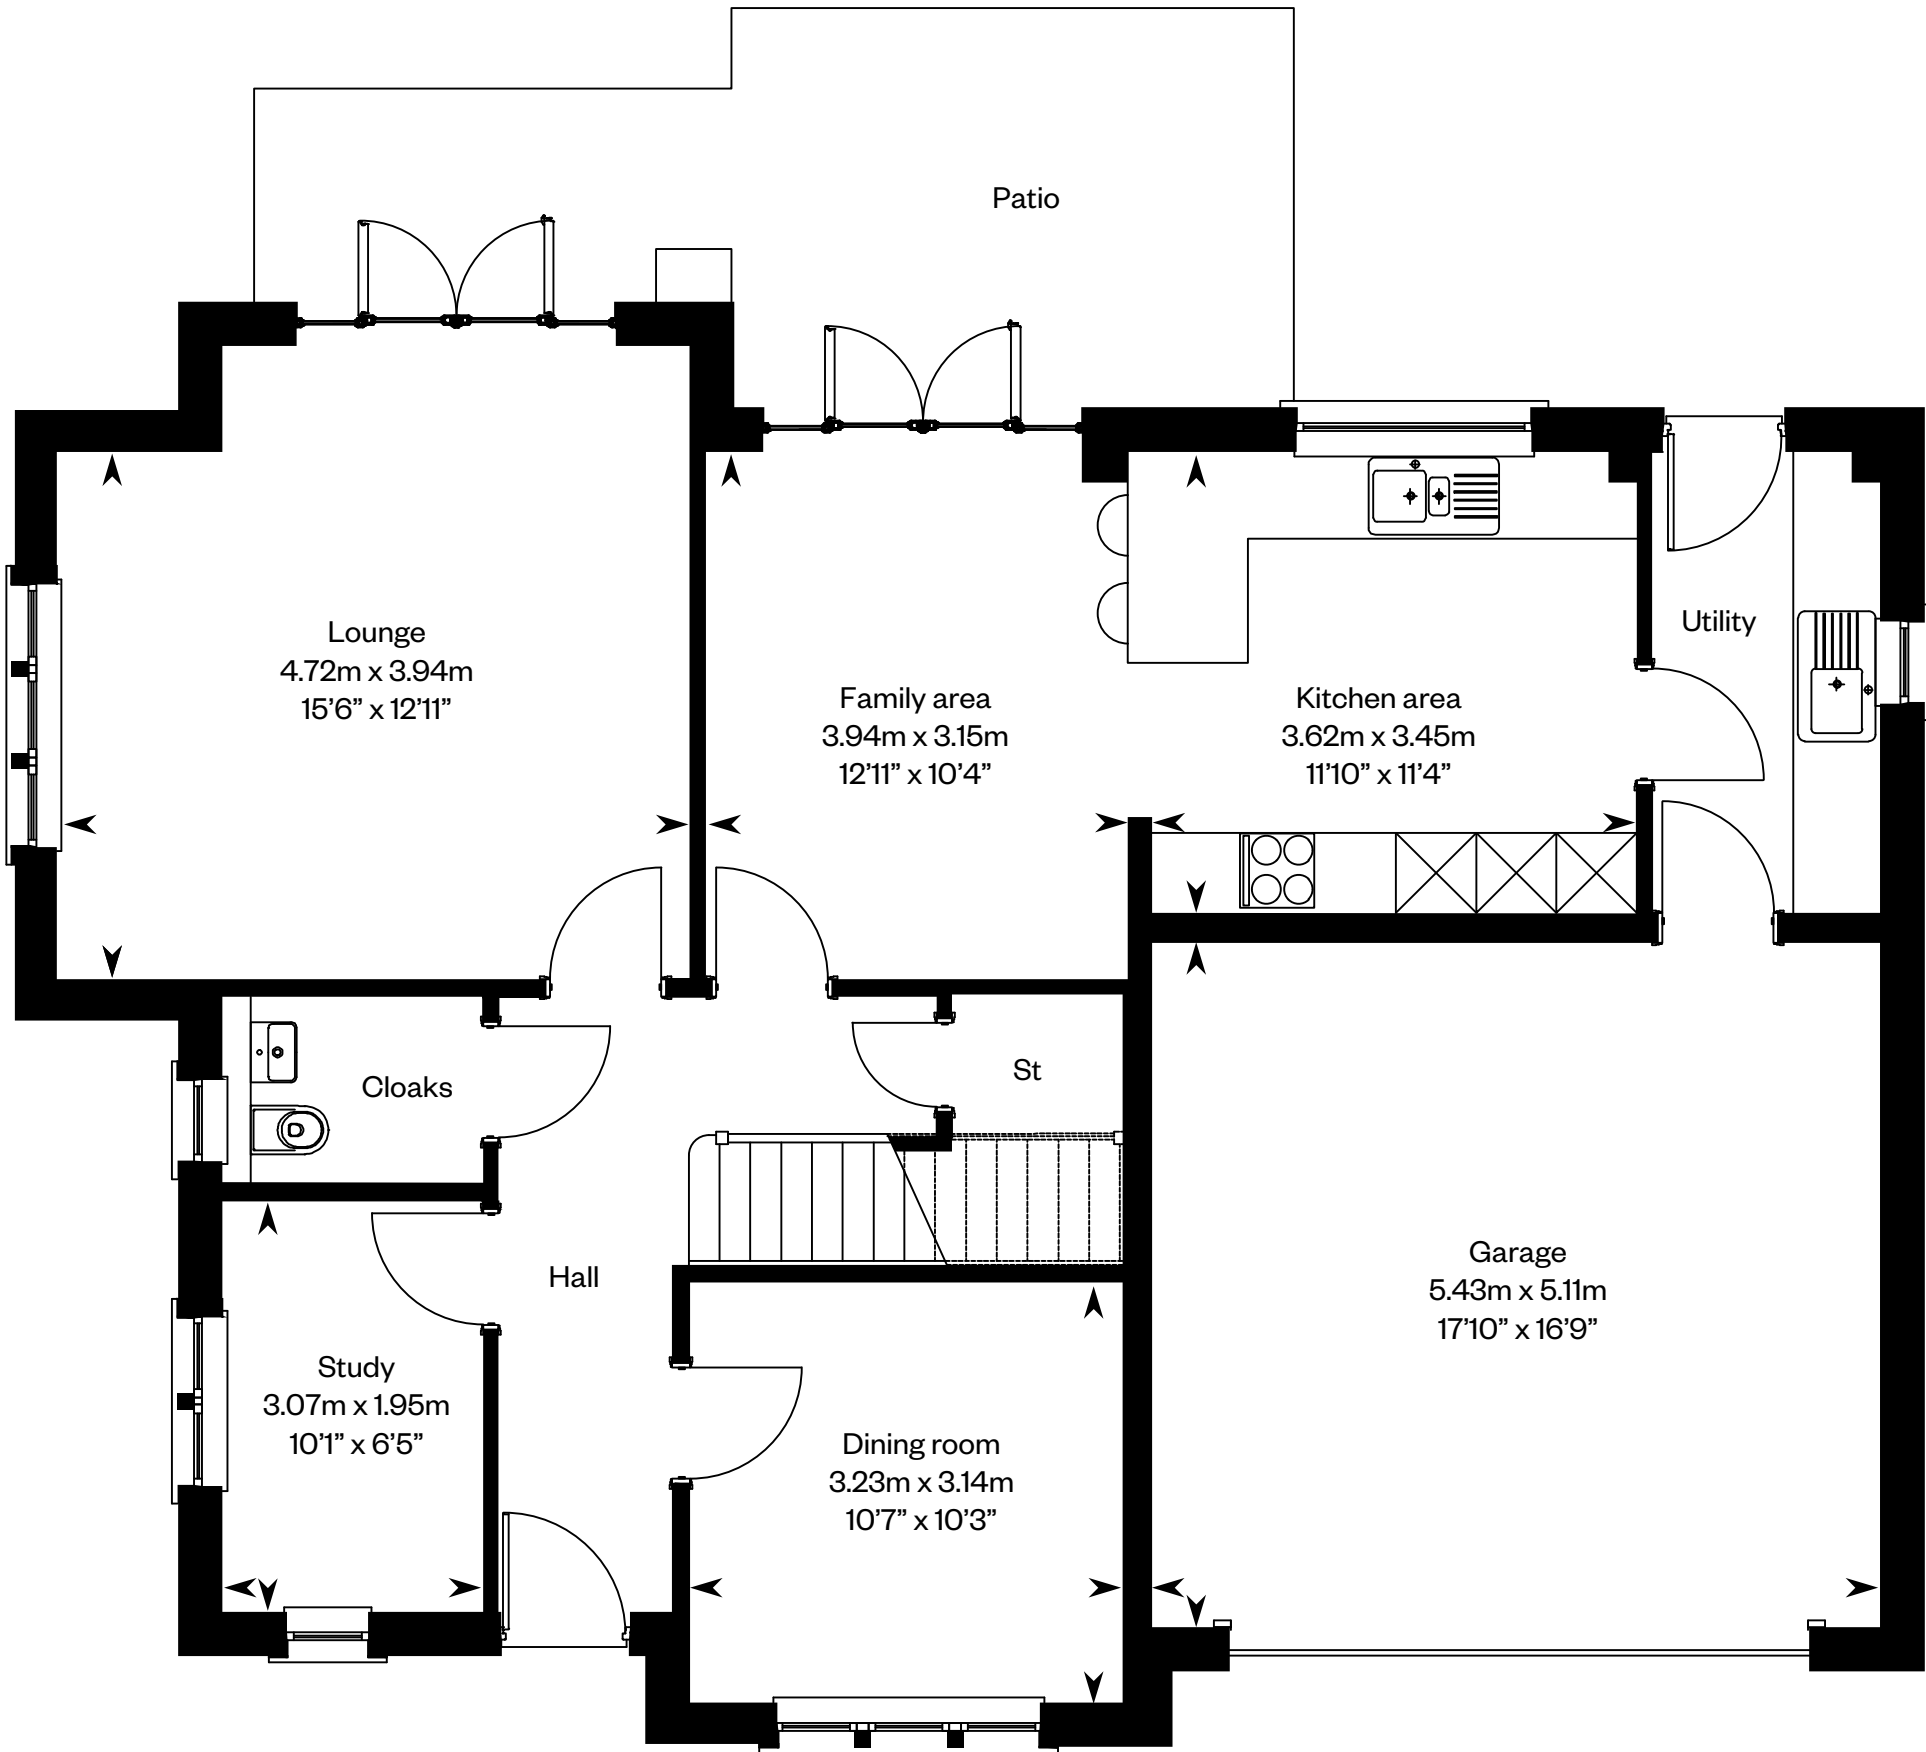 Patio
Lounge
4.72m x 3.94m
15’6” x 12’11”
Family area
3.94m x 3.15m
12’11” x 10’4”
Kitchen area
3.62m x 3.45m
11’10” x 11’4”
Utility
Cloaks
St
Hall
Study
3.07m x 1.95m
10’1” x 6’5”
Dining room
3.23m x 3.14m
10’7” x 10’3”
Garage
5.43m x 5.11m
17’10” x 16’9”